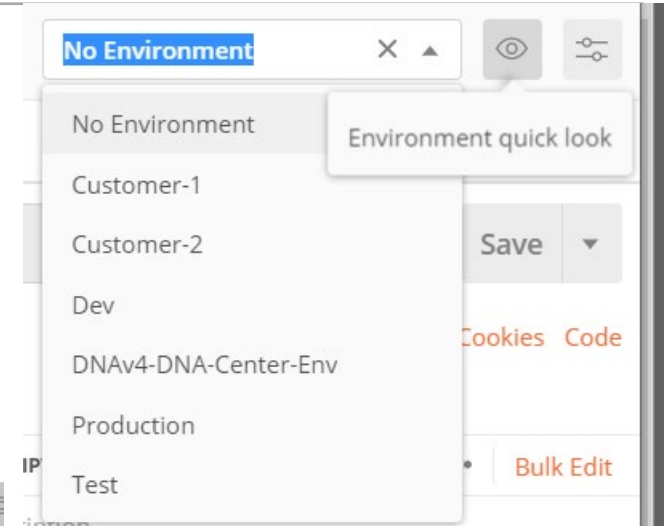 No Environment
No Environment
Environment quick look
Customer-1
Customer-2
Save
Dev
Cookies Code
DNAv4-DNA-Center-Env
Production
Bulk Edit
Test